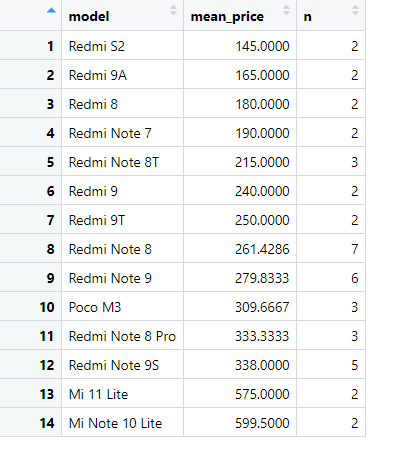 model mean_price n
1 Redmi S2 145.0000 2
2 Redmi 9A 165.0000 2
3 Redmi 8 180.0000 2
4 Redmi Note 7 190.0000 2
5 Redmi Note 8T 215.0000 3
6 Redmi 9 240.0000 2
7 Redmi 9T 250.0000 2
8 Redmi Note 8 261.4286 7
9 Redmi Note 9 279.8333 6
10 Poco M3 309.6667 3
11 Redmi Note 8 Pro 333.3333 3
12 Redmi Note 9S 338.0000 5
13 Mi 11 Lite 575.0000 2
14 Mi Note 10 Lite 599.5000 2